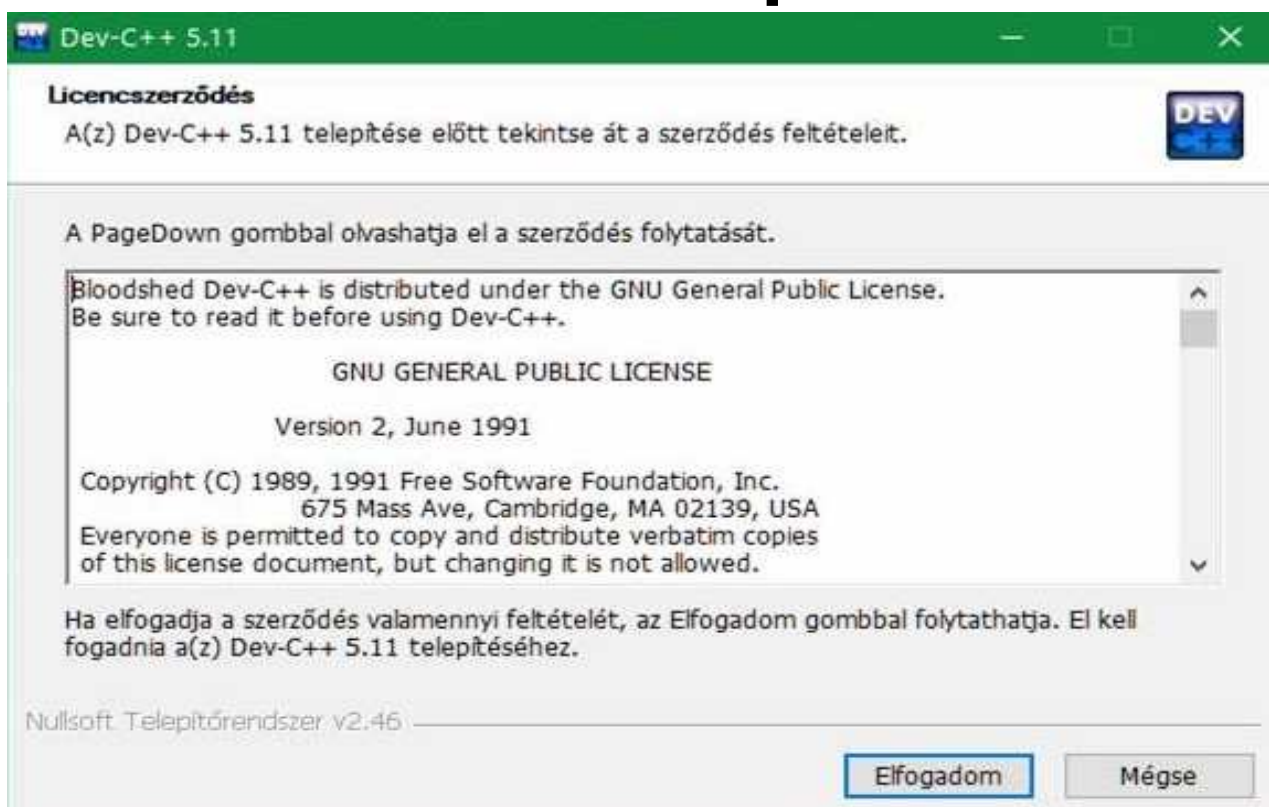 Dev-C++ 5.11
Licencszerződés
A(z) Dev-C++ 5.11 telepítése előtt tekintse át a szerződés feltételeit.
DEV
C++
A PageDown gombbal olvashatja el a szerződés folytatását.
Bloodshed Dev-C++ is distributed under the GNU General Public License.
Be sure to read it before using Dev-C++.
GNU GENERAL PUBLIC LICENSE
Version 2, June 1991
Copyright (C) 1989, 1991 Free Software Foundation, Inc.
675 Mass Ave, Cambridge, MA 02139, USA
Everyone is permitted to copy and distribute verbatim copies
of this license document, but changing it is not allowed.
Ha elfogadja a szerződés valamennyi feltételét, az Elfogadom gombbal folytathatja. El kell
fogadnia a(z) Dev-C++ 5.11 telepítéséhez.
Nullsoft Telepítőrendszer v2.46
Elfogadom
Mégse